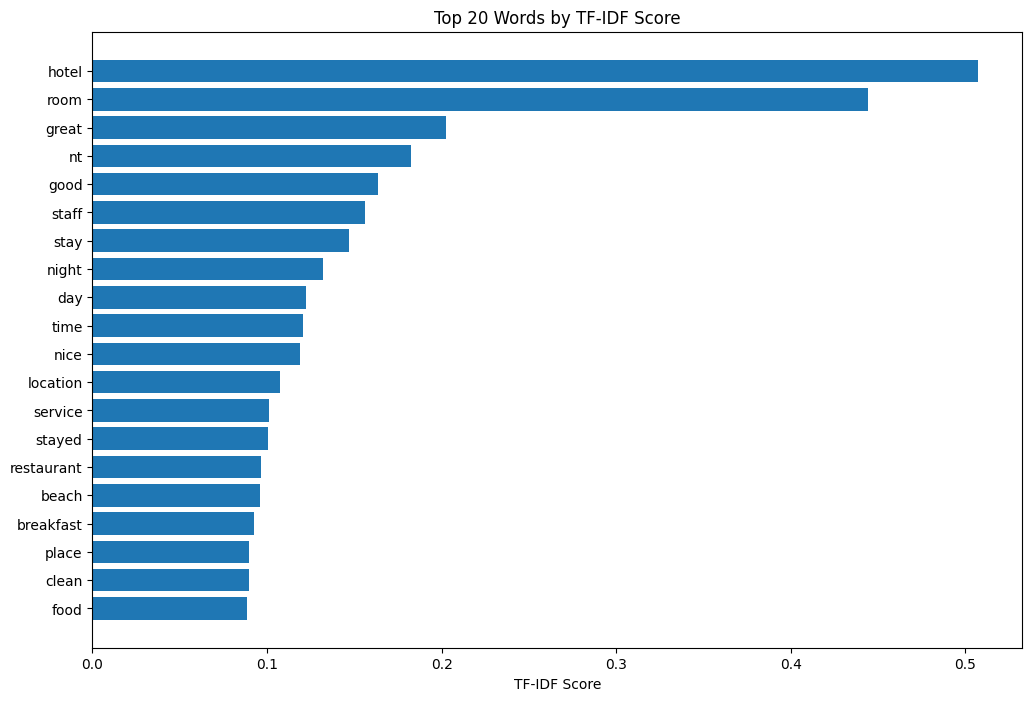 Top 20 Words by TF-IDF Score
hotel
room
great
nt
good
staff
stay
night
day
time
nice
location
service
stayed
restaurant
beach
breakfast
place
clean
food
0.0 0.1 0.2 0.3 0.4 0.5
TF-IDF Score